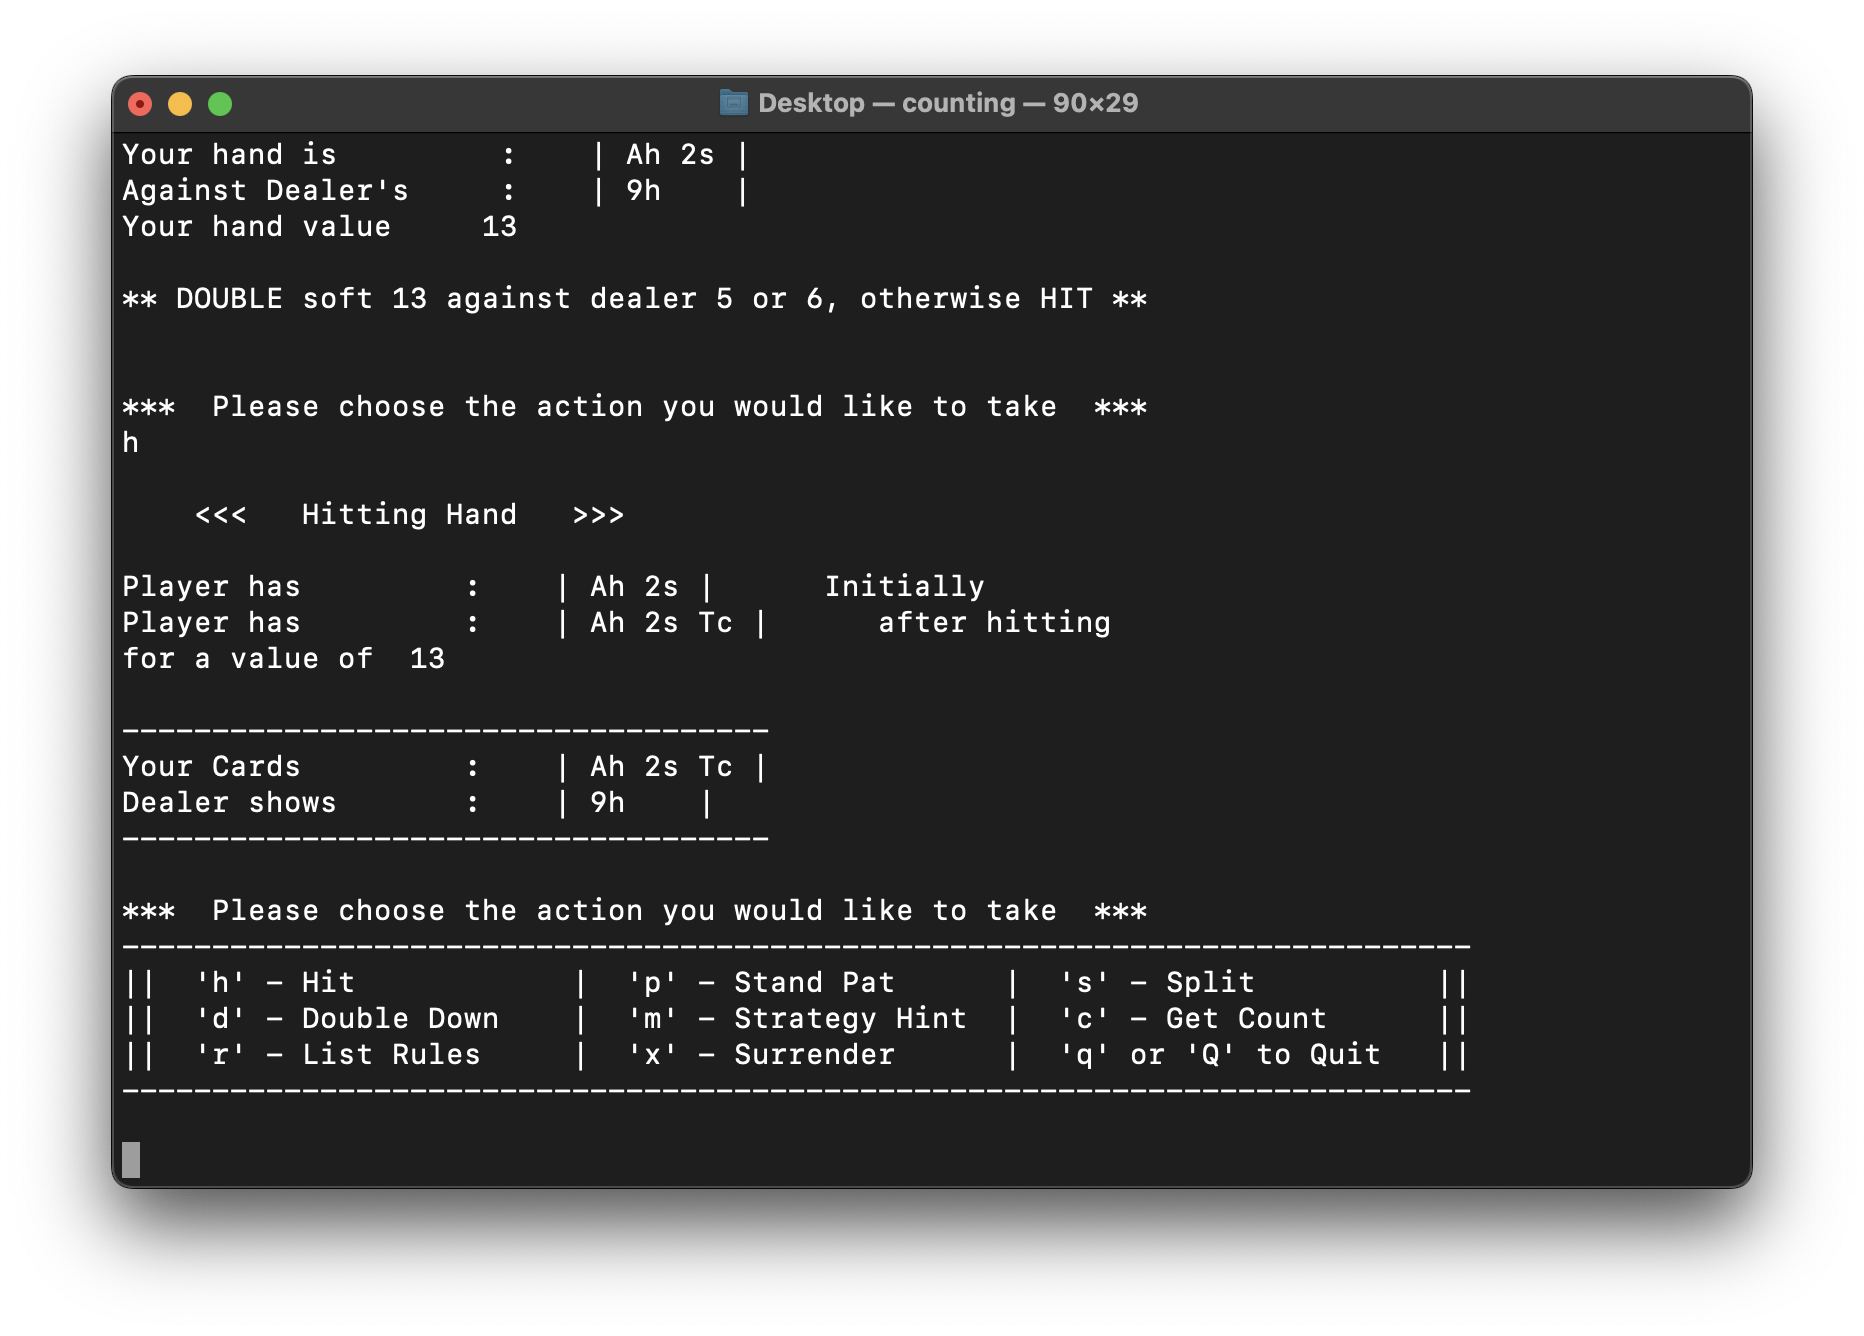 Desktop — counting — 90×29
Your hand is         :    | Ah 2s |
Against Dealer's     :    | 9h    |
Your hand value     13
** DOUBLE soft 13 against dealer 5 or 6, otherwise HIT **
***  Please choose the action you would like to take  ***
h
    <<<   Hitting Hand   >>>
Player has         :    | Ah 2s |      Initially
Player has         :    | Ah 2s Tc |      after hitting
for a value of  13
------------------------------------
Your Cards         :    | Ah 2s Tc |
Dealer shows       :    | 9h    |
------------------------------------
***  Please choose the action you would like to take  ***
---------------------------------------------------------------------------
||  'h' - Hit            |  'p' - Stand Pat      |  's' - Split          ||
||  'd' - Double Down    |  'm' - Strategy Hint  |  'c' - Get Count      ||
||  'r' - List Rules     |  'x' - Surrender      |  'q' or 'Q' to Quit   ||
---------------------------------------------------------------------------